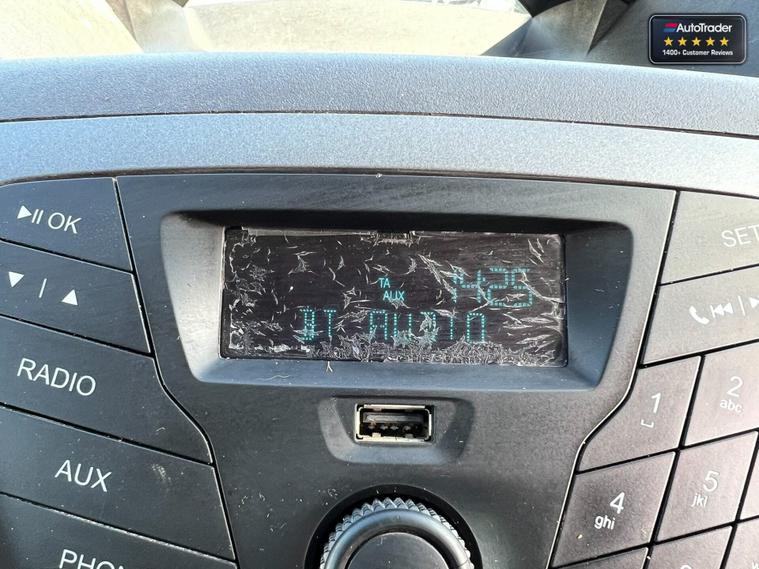 AutoTrader
1400+ Customer Reviews
OK
SET
TA
AUX
14:25
BT AUDIO
RADIO
1
2
abc
AUX
4
ghi
5
jkl
PHON